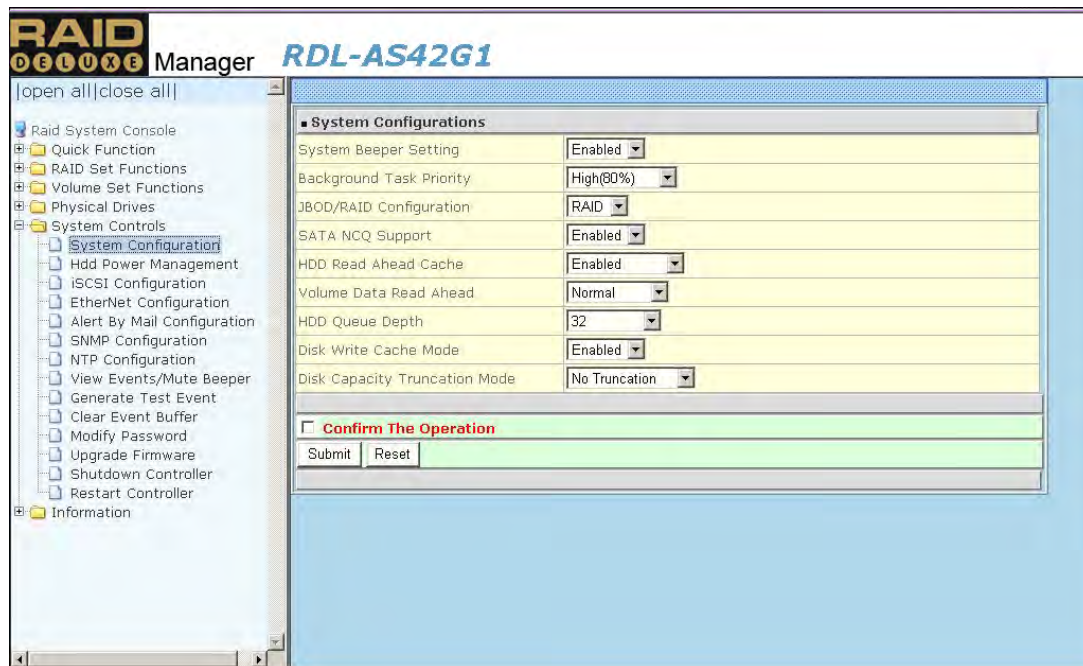 RAID
DELUXE Manager
RDL-AS42G1
|open all|close all|
Raid System Console
Quick Function
RAID Set Functions
Volume Set Functions
Physical Drives
System Controls
System Configuration
Hdd Power Management
iSCSI Configuration
EtherNet Configuration
Alert By Mail Configuration
SNMP Configuration
NTP Configuration
View Events/Mute Beeper
Generate Test Event
Clear Event Buffer
Modify Password
Upgrade Firmware
Shutdown Controller
Restart Controller
Information
System Configurations
System Beeper Setting Enabled
Background Task Priority High(80%)
JBOD/RAID Configuration RAID
SATA NCQ Support Enabled
HDD Read Ahead Cache Enabled
Volume Data Read Ahead Normal
HDD Queue Depth 32
Disk Write Cache Mode Enabled
Disk Capacity Truncation Mode No Truncation
Confirm The Operation
Submit Reset